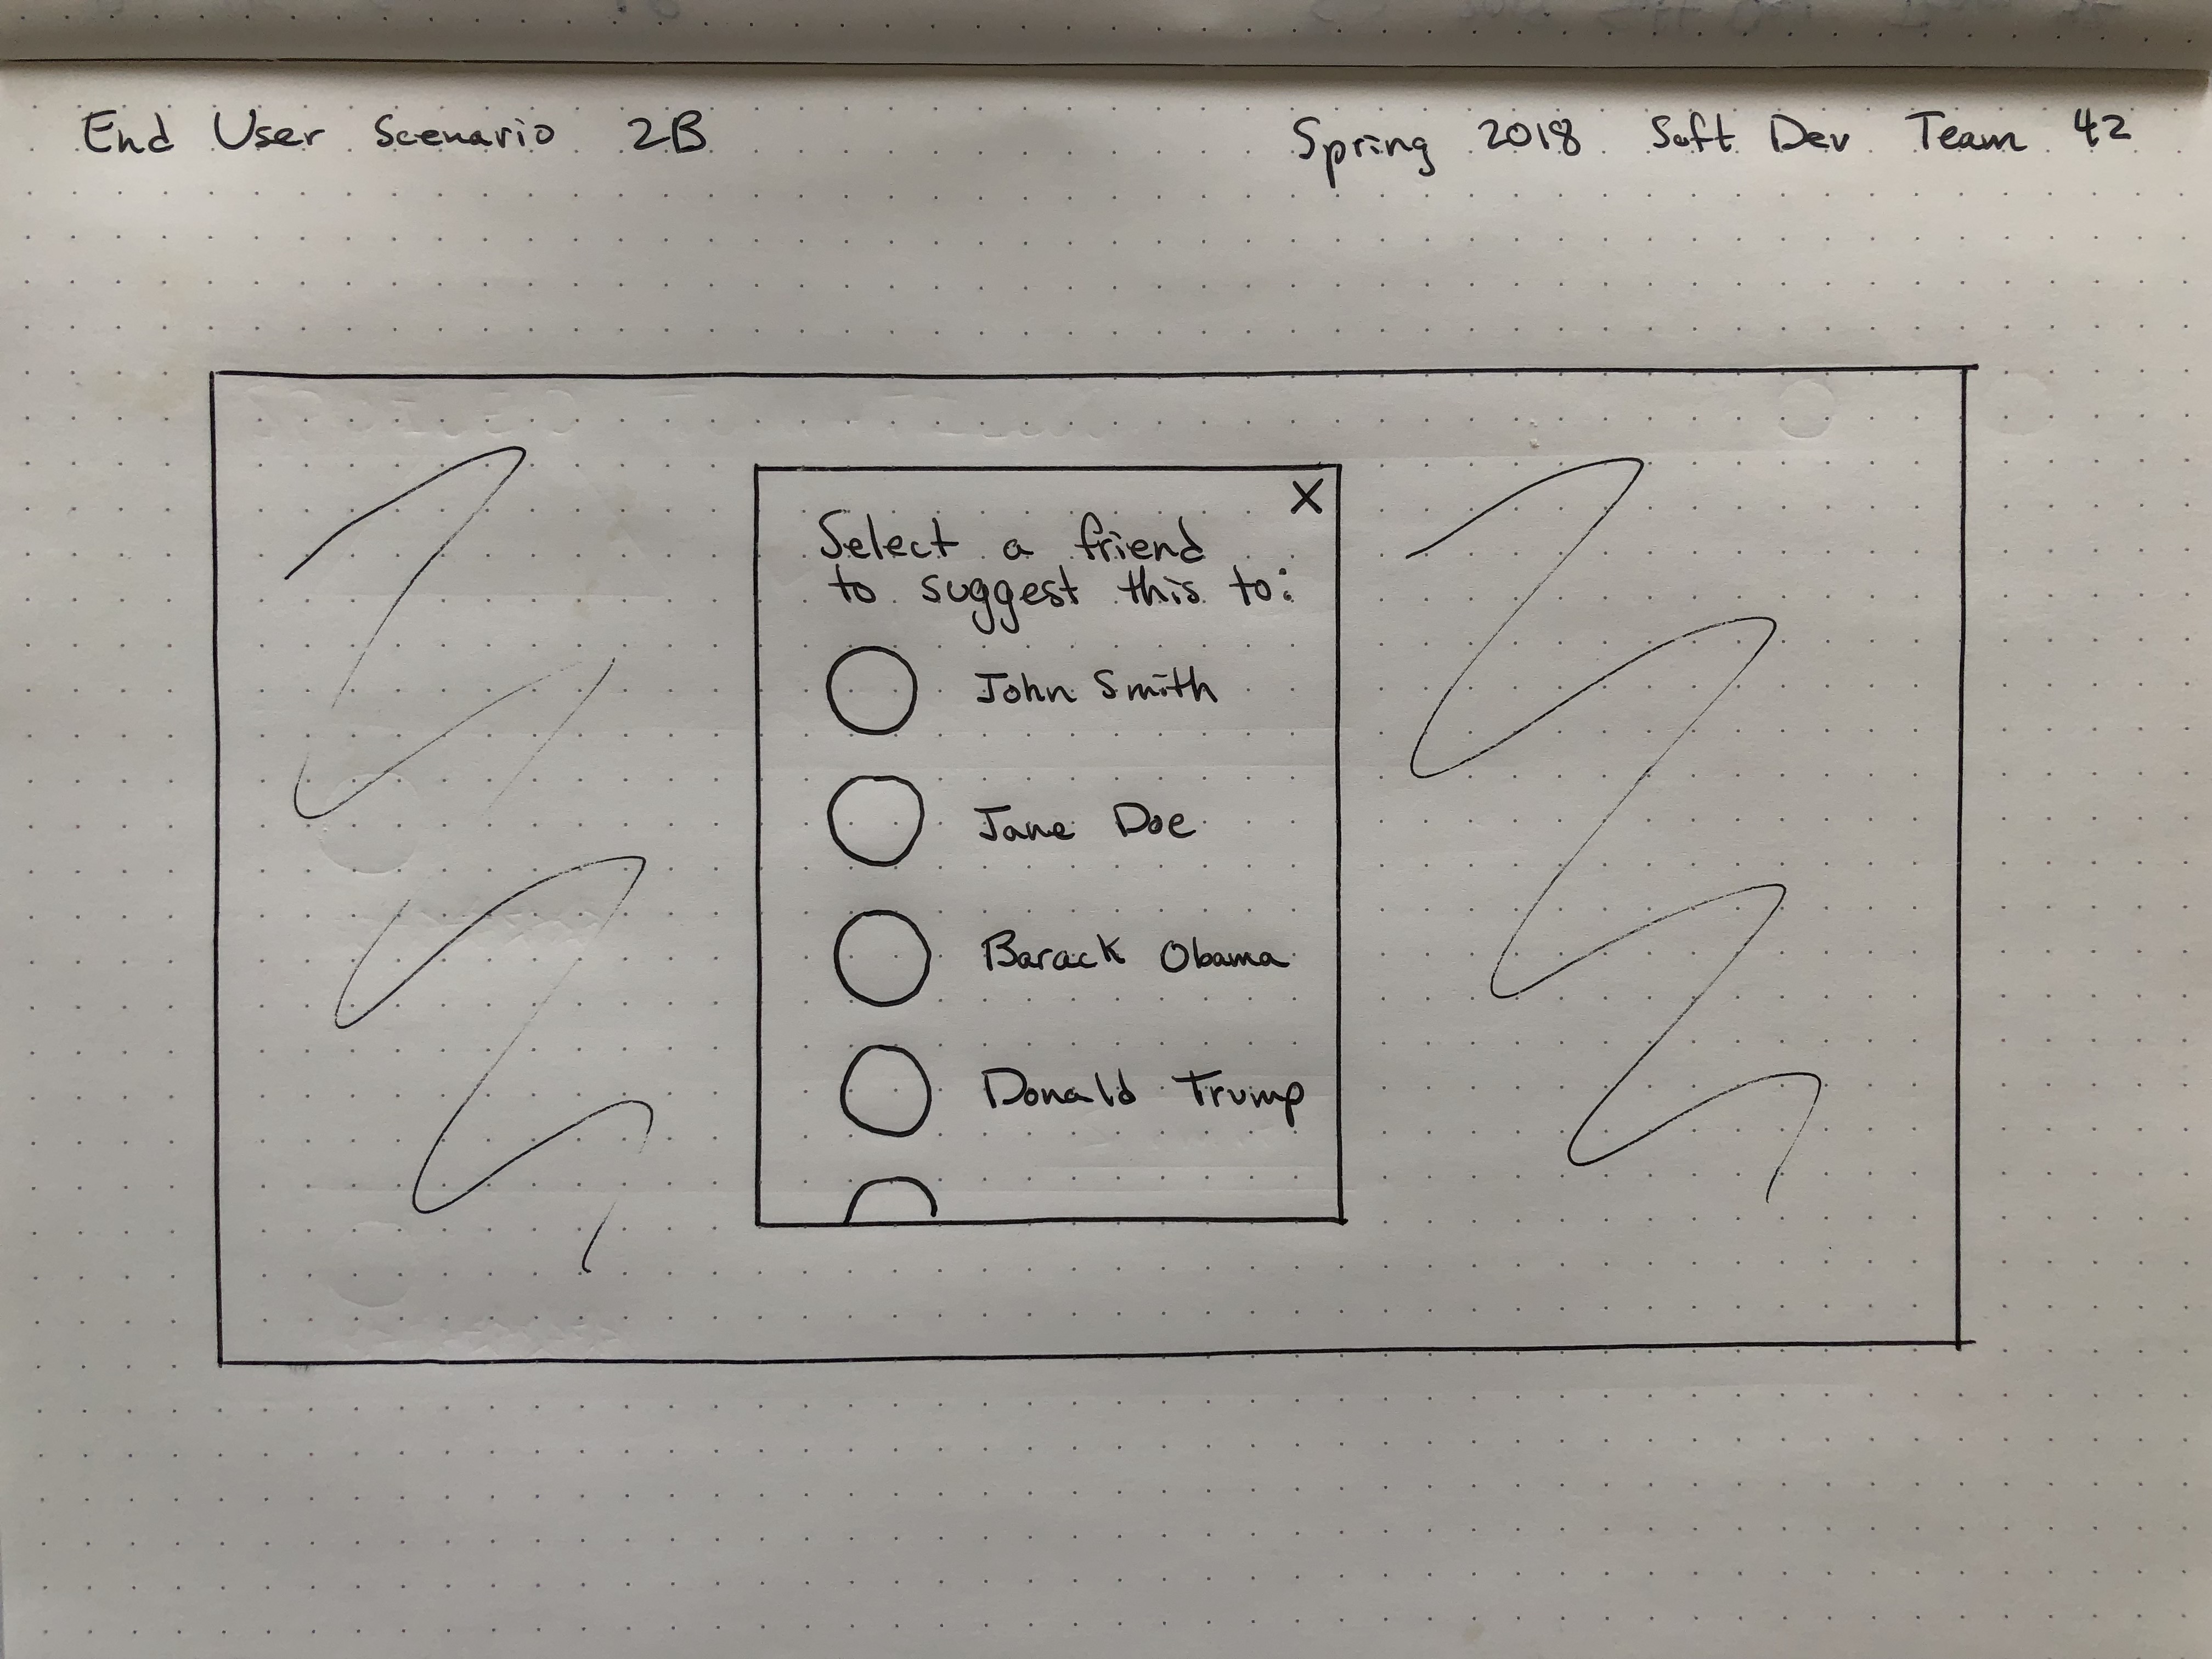 End User Scenario 2B
Spring 2018 Soft Dev Team 42
X
Select a friend
to suggest this to:
John Smith
Jane Doe
Barack Obama
Donald Trump